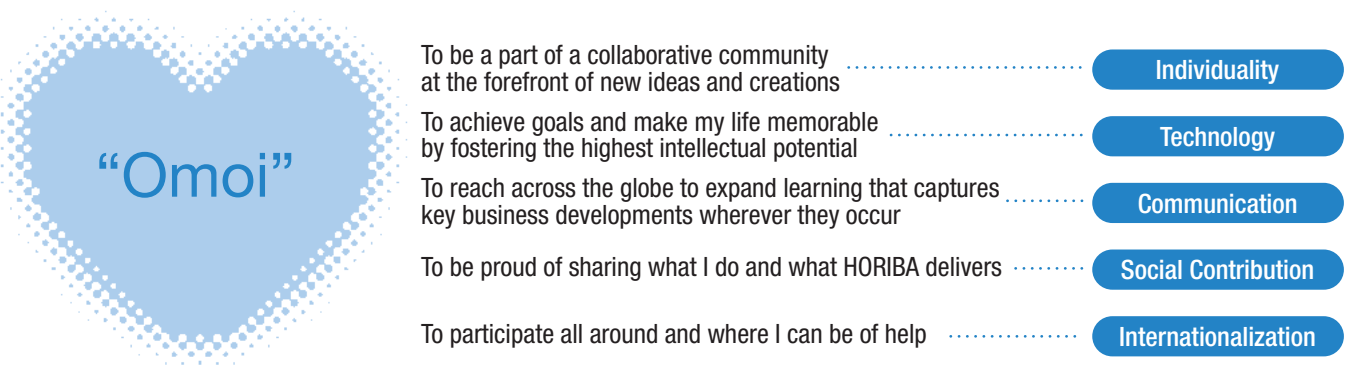 “Omoi”
To be a part of a collaborative community
at the forefront of new ideas and creations
Individuality
To achieve goals and make my life memorable
by fostering the highest intellectual potential
Technology
To reach across the globe to expand learning that captures
key business developments wherever they occur
Communication
To be proud of sharing what I do and what HORIBA delivers
Social Contribution
To participate all around and where I can be of help
Internationalization